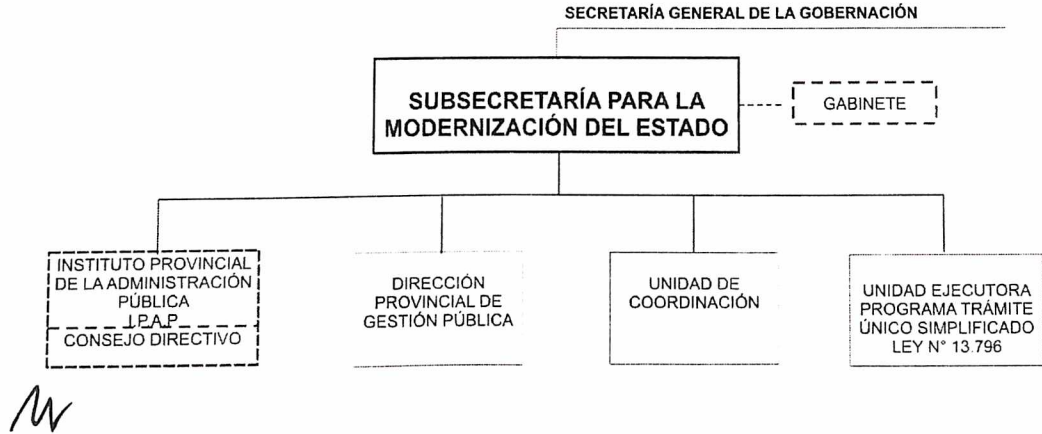 SECRETARÍA GENERAL DE LA GOBERNACIÓN
SUBSECRETARÍA PARA LA
MODERNIZACIÓN DEL ESTADO
GABINETE
INSTITUTO PROVINCIAL
DE LA ADMINISTRACIÓN
PÚBLICA
I.P.A.P.
CONSEJO DIRECTIVO
DIRECCIÓN
PROVINCIAL DE
GESTIÓN PÚBLICA
UNIDAD DE
COORDINACIÓN
UNIDAD EJECUTORA
PROGRAMA TRÁMITE
ÚNICO SIMPLIFICADO
LEY N° 13.796